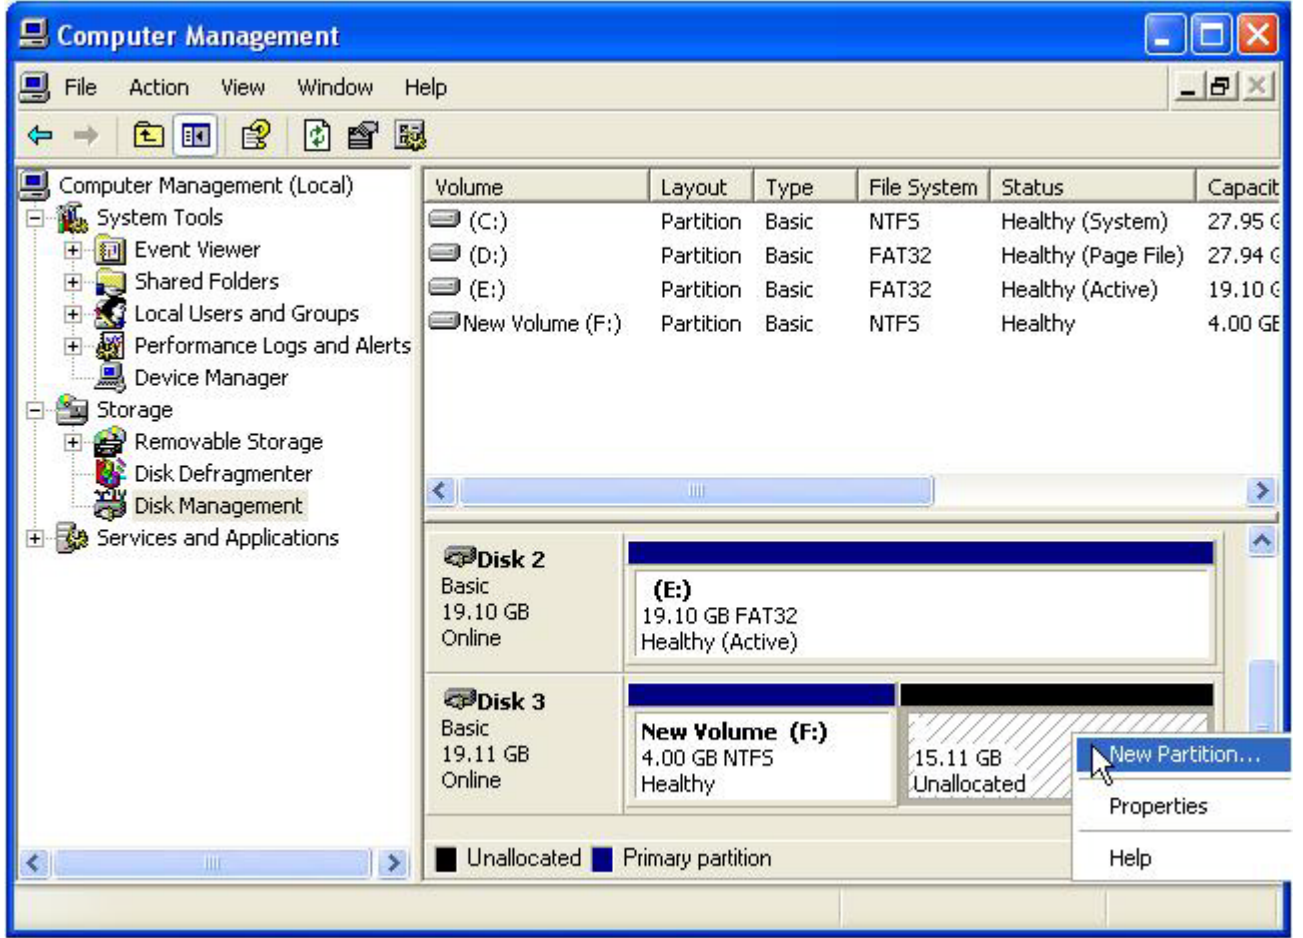 Computer Management
File Action View Window Help
Computer Management (Local)
System Tools
Event Viewer
Shared Folders
Local Users and Groups
Performance Logs and Alerts
Device Manager
Storage
Removable Storage
Disk Defragmenter
Disk Management
Services and Applications
Volume Layout Type File System Status Capacit
(C:) Partition Basic NTFS Healthy (System) 27.95 G
(D:) Partition Basic FAT32 Healthy (Page File) 27.94 G
(E:) Partition Basic FAT32 Healthy (Active) 19.10 G
New Volume (F:) Partition Basic NTFS Healthy 4.00 GE
Disk 2
Basic
19.10 GB
Online
(E:)
19.10 GB FAT32
Healthy (Active)
Disk 3
Basic
19.11 GB
Online
New Volume (F:)
4.00 GB NTFS
Healthy
15.11 GB
Unallocated
New Partition...
Properties
Help
Unallocated Primary partition